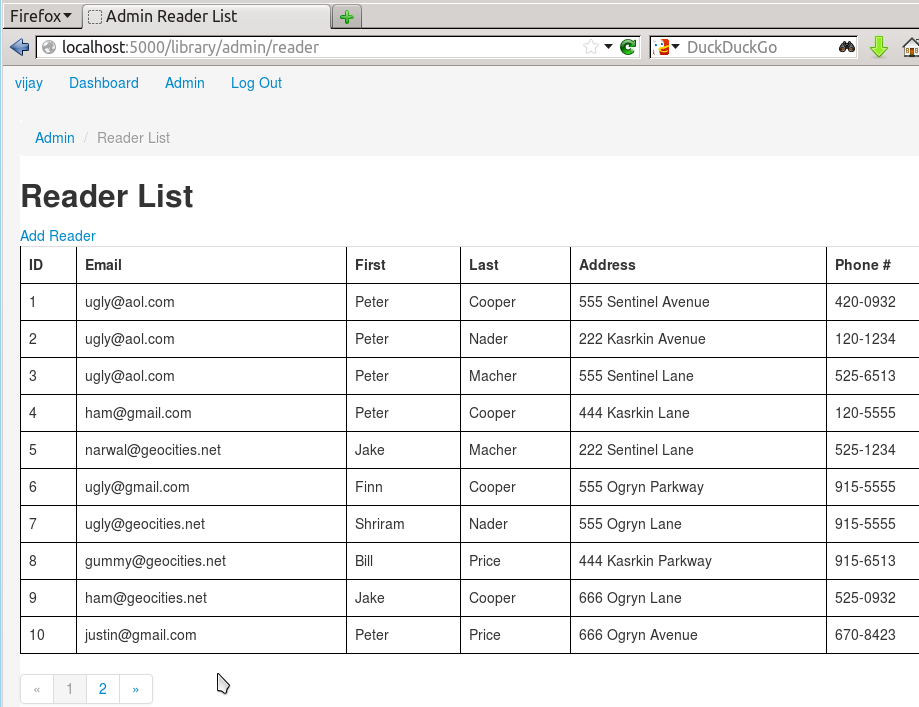 Firefox Admin Reader List
localhost:5000/library/admin/reader DuckDuckGo
vijay Dashboard Admin Log Out
Admin / Reader List
Reader List
Add Reader
ID Email First Last Address Phone #
1 ugly@aol.com Peter Cooper 555 Sentinel Avenue 420-0932
2 ugly@aol.com Peter Nader 222 Kasrkin Avenue 120-1234
3 ugly@aol.com Peter Macher 555 Sentinel Lane 525-6513
4 ham@gmail.com Peter Cooper 444 Kasrkin Lane 120-5555
5 narwal@geocities.net Jake Macher 222 Sentinel Lane 525-1234
6 ugly@gmail.com Finn Cooper 555 Ogryn Parkway 915-5555
7 ugly@geocities.net Shriram Nader 555 Ogryn Lane 915-5555
8 gummy@geocities.net Bill Price 444 Kasrkin Parkway 915-6513
9 ham@geocities.net Jake Cooper 666 Ogryn Lane 525-0932
10 justin@gmail.com Peter Price 666 Ogryn Avenue 670-8423
« 1 2 »